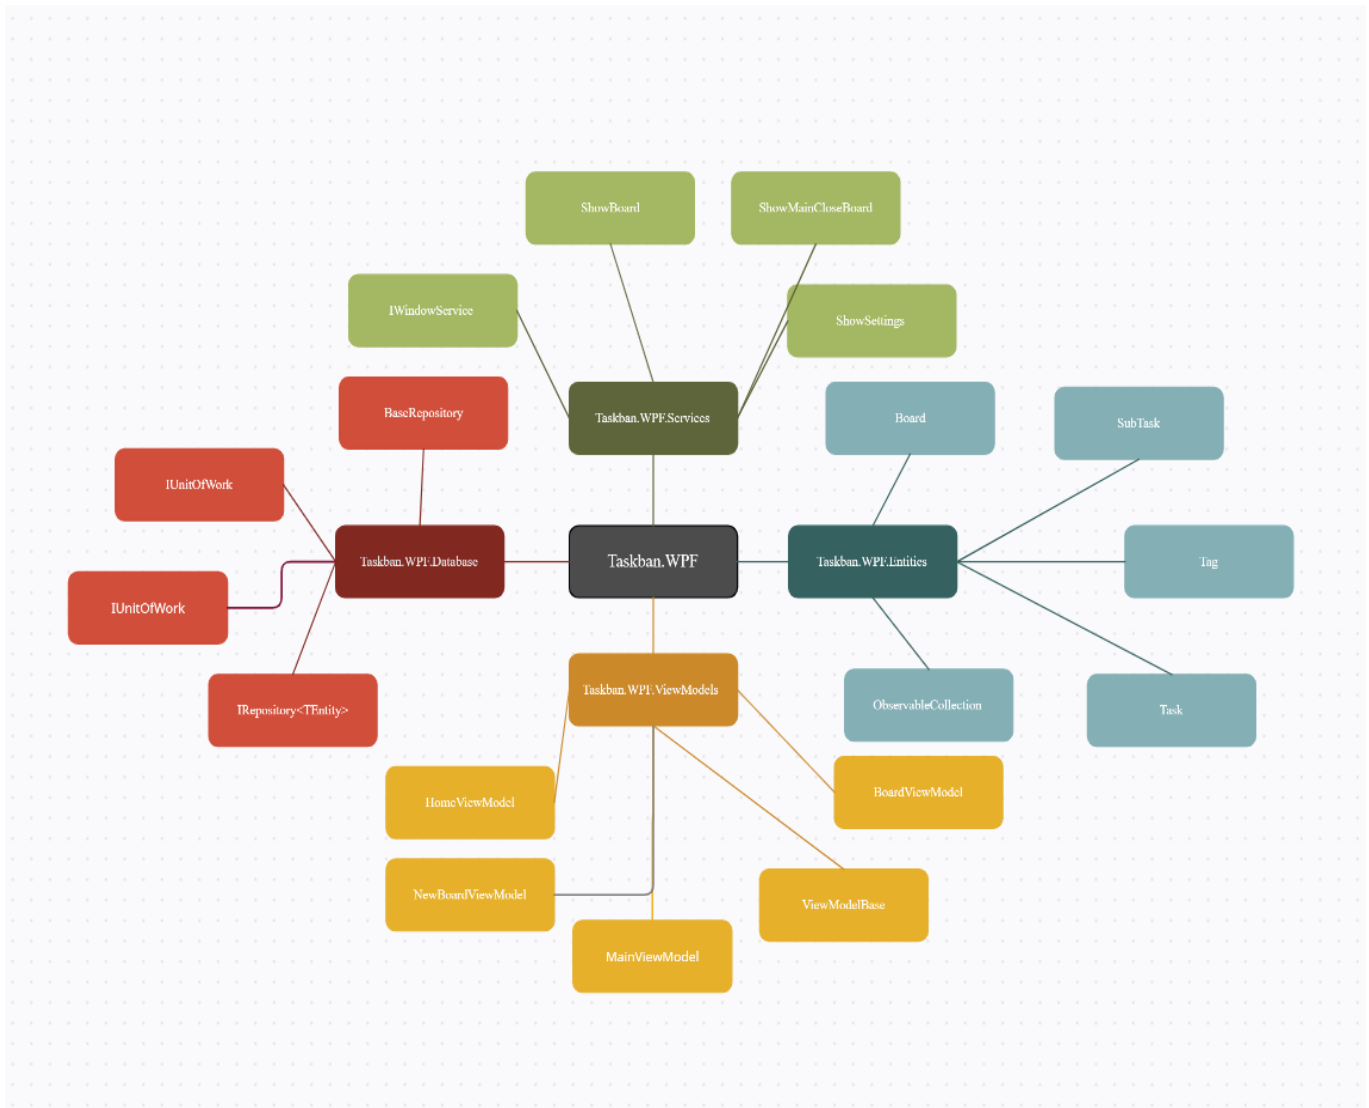 ShowBoard
ShowMainCloseBoard
IWindowService
ShowSettings
BaseRepository
Taskban.WPF.Services
Board
SubTask
IUnitOfWork
Taskban.WPF.Database
Taskban.WPF
Taskban.WPF.Entities
Tag
IUnitOfWork
IRepository<TEntity>
Taskban.WPF.ViewModels
ObservableCollection
Task
HomeViewModel
BoardViewModel
NewBoardViewModel
ViewModelBase
MainViewModel